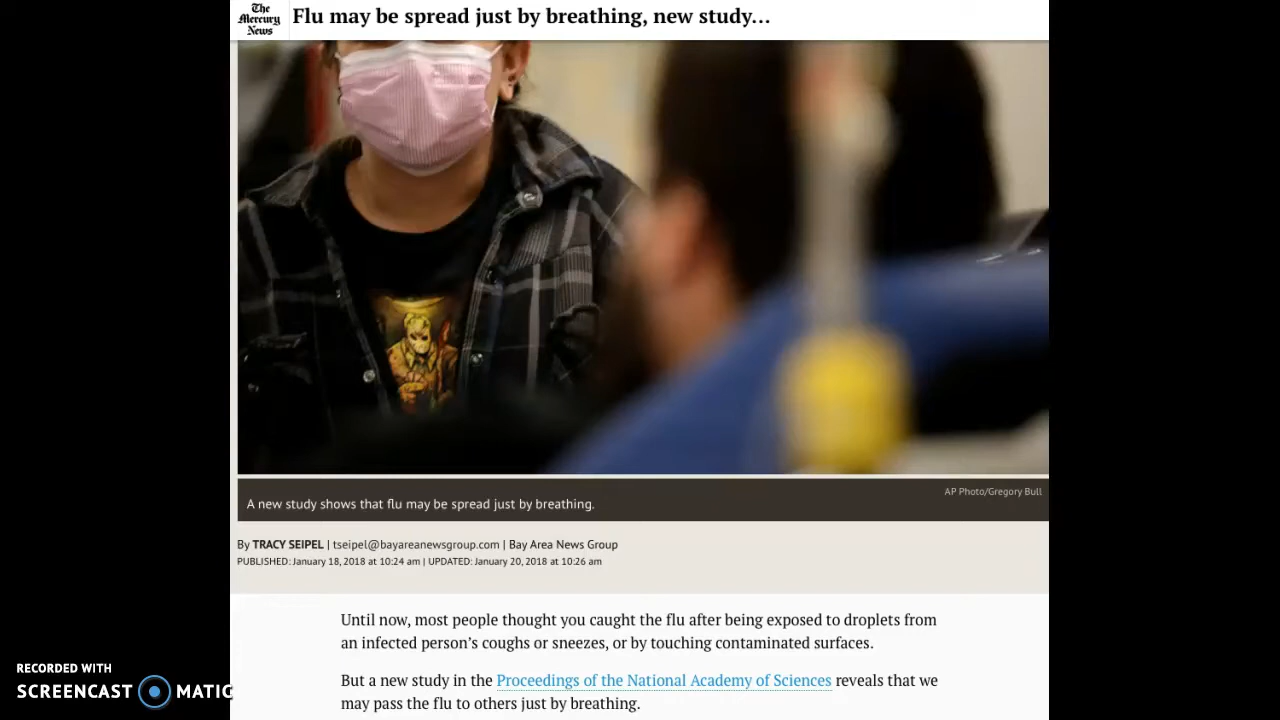 The
Mercury
News
Flu may be spread just by breathing, new study...
AP Photo/Gregory Bull
A new study shows that flu may be spread just by breathing.
By TRACY SEIPEL | tseipel@bayareanewsgroup.com | Bay Area News Group
PUBLISHED: January 18, 2018 at 10:24 am | UPDATED: January 20, 2018 at 10:26 am
Until now, most people thought you caught the flu after being exposed to droplets from
an infected person's coughs or sneezes, or by touching contaminated surfaces.
But a new study in the Proceedings of the National Academy of Sciences reveals that we
may pass the flu to others just by breathing.
RECORDED WITH
SCREENCAST MATIC